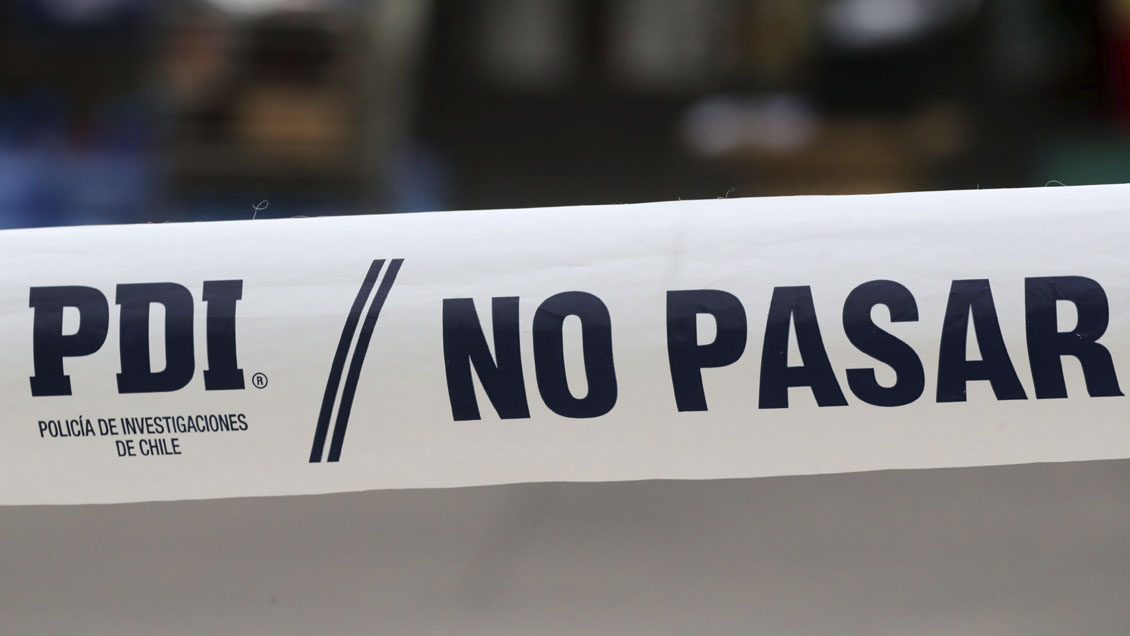 PDI® // NO PASAR
POLICÍA DE INVESTIGACIONES
DE CHILE